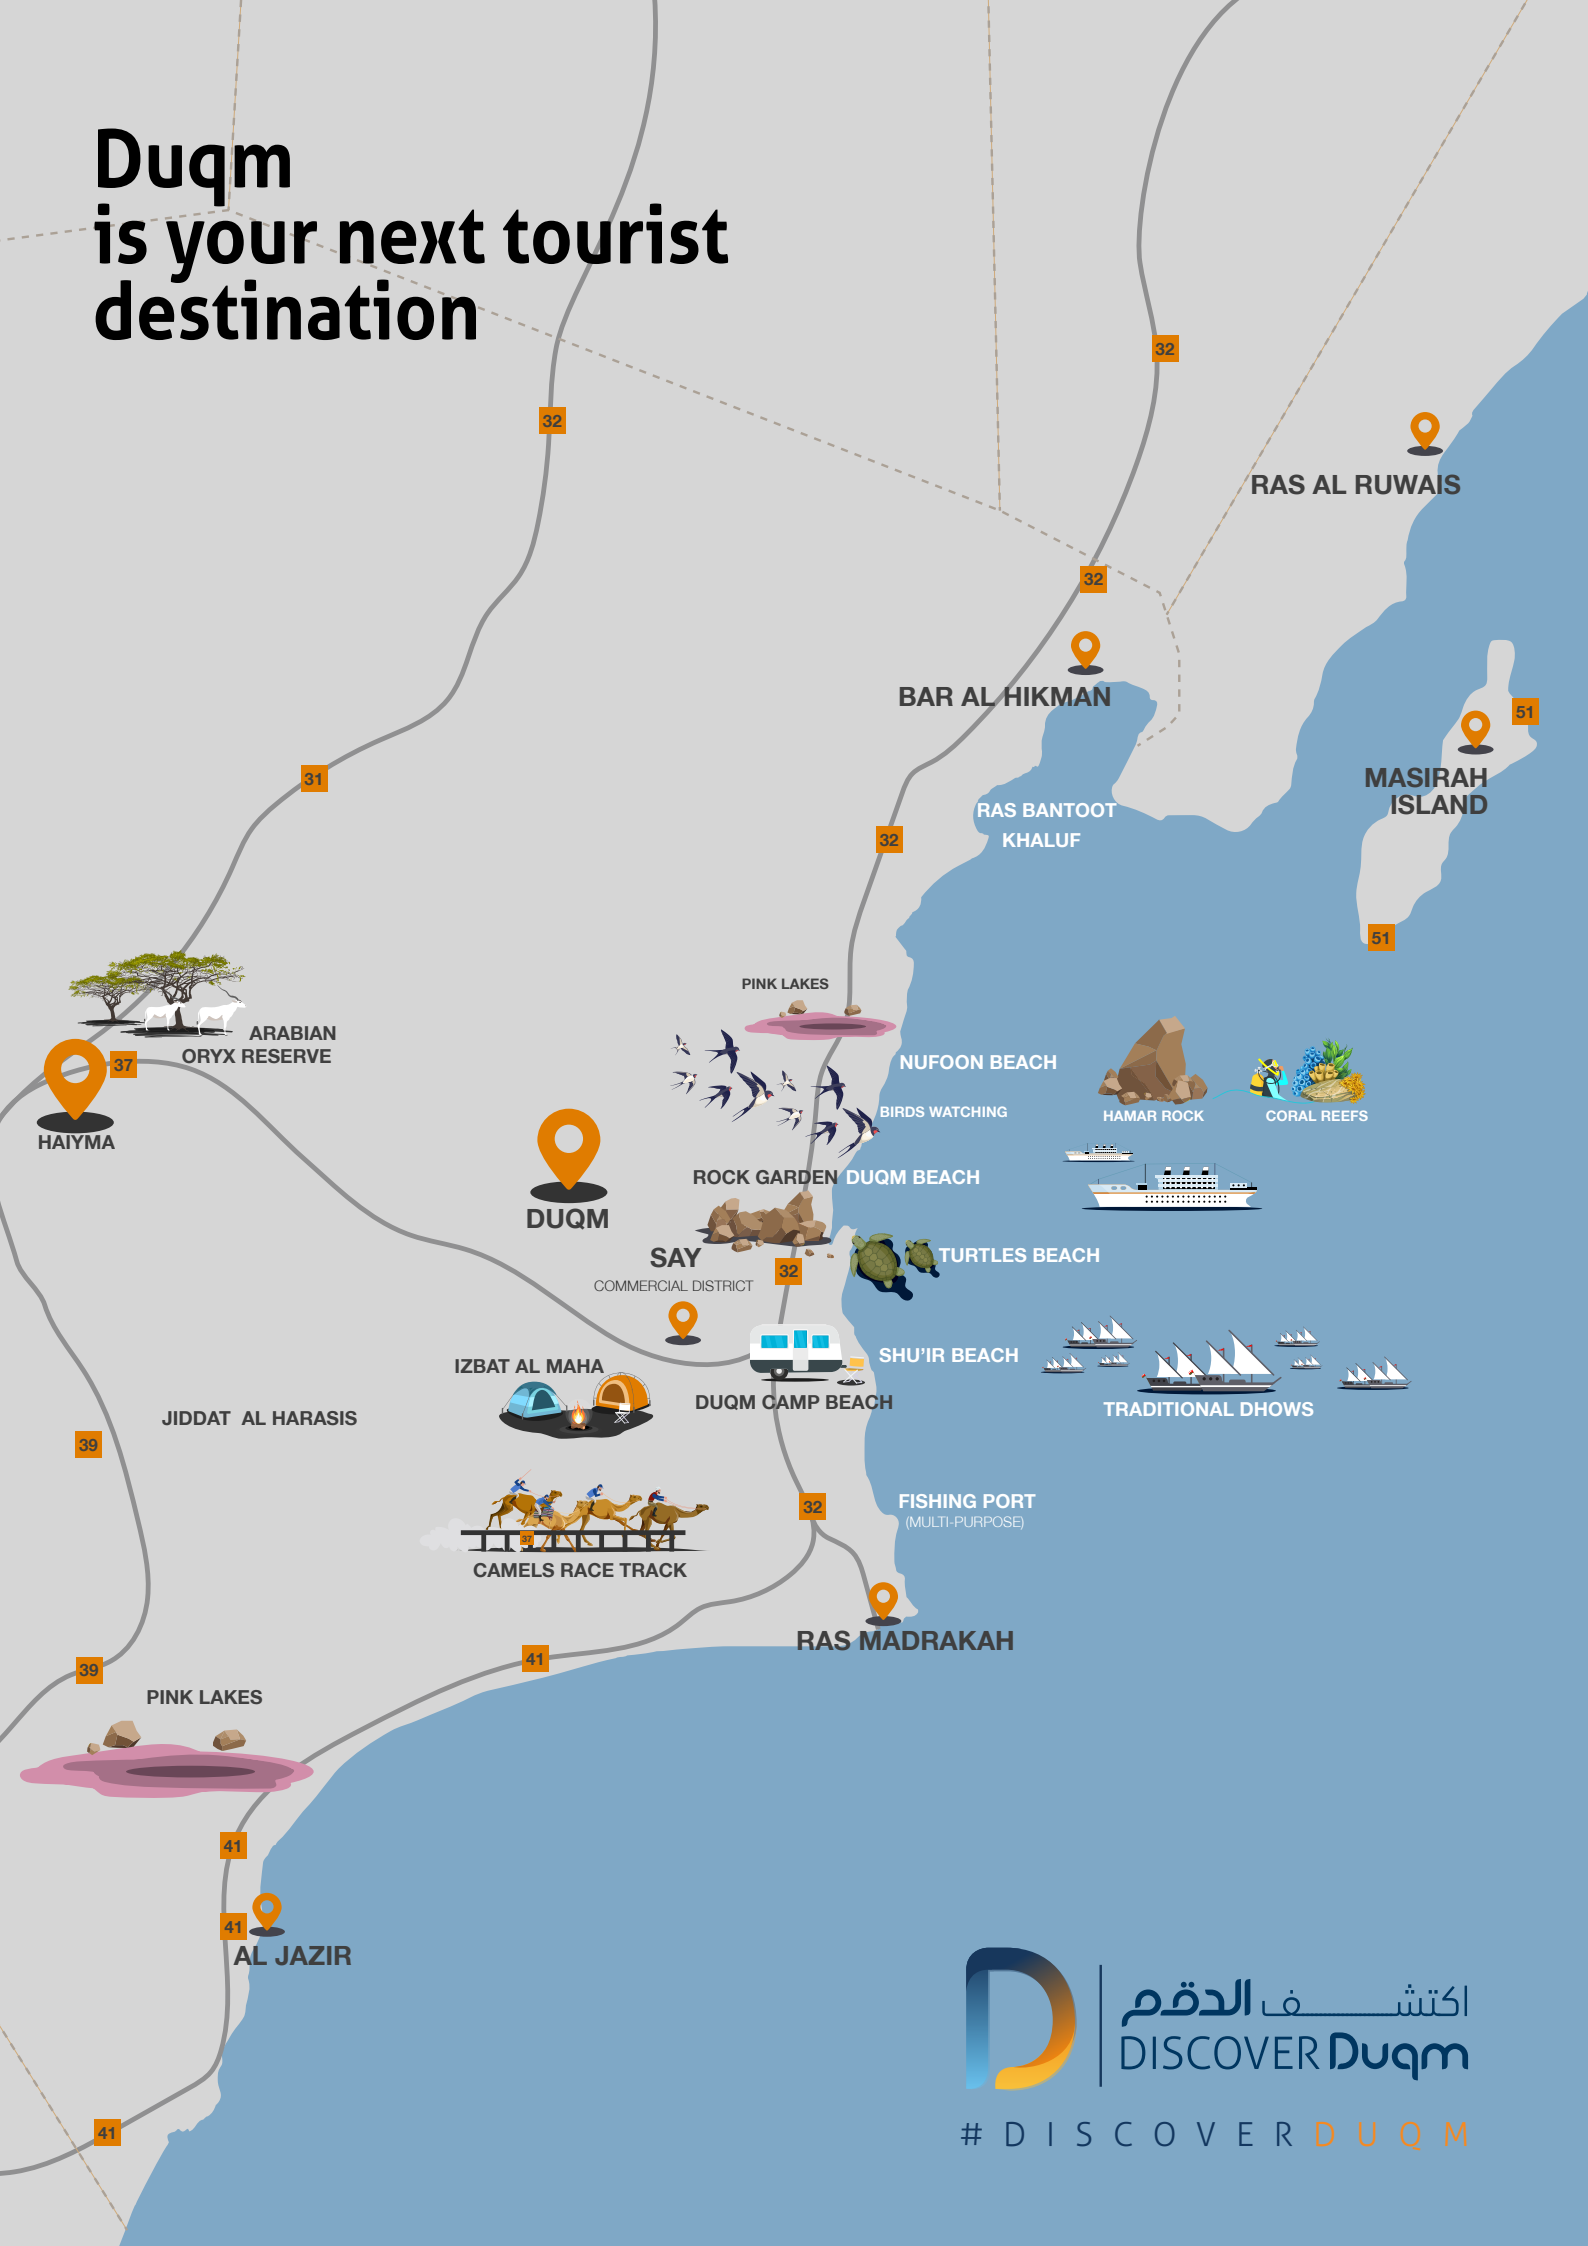 Duqm
is your next tourist
destination
32
32
RAS AL RUWAIS
32
BAR AL HIKMAN
51
MASIRAH
ISLAND
31
RAS BANTOOT
KHALUF
32
51
PINK LAKES
ARABIAN
ORYX RESERVE
37
HAIYMA
NUFOON BEACH
BIRDS WATCHING
HAMAR ROCK
CORAL REEFS
ROCK GARDEN
DUQM BEACH
DUQM
SAY
COMMERCIAL DISTRICT
32
TURTLES BEACH
IZBAT AL MAHA
SHU'IR BEACH
DUQM CAMP BEACH
TRADITIONAL DHOWS
JIDDAT AL HARASIS
39
32
FISHING PORT
(MULTI-PURPOSE)
37
CAMELS RACE TRACK
RAS MADRAKAH
41
39
PINK LAKES
41
41
AL JAZIR
41
اكتشـــــــــف الدقم
DISCOVER Duqm
#DISCOVERDUQM